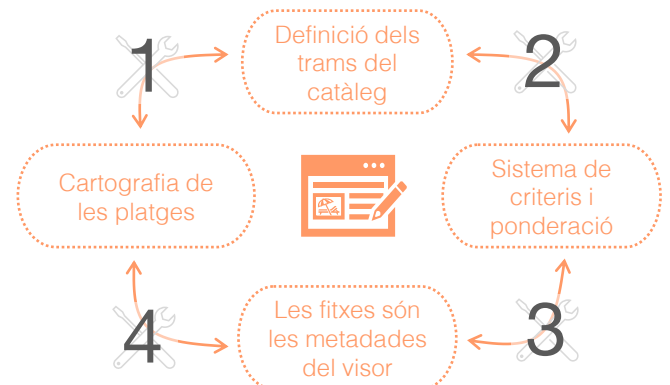 1
Definició dels
trams del
catàleg
2
Cartografia de
les platges
Sistema de
criteris i
ponderació
4
Les fitxes són
les metadades
del visor
3